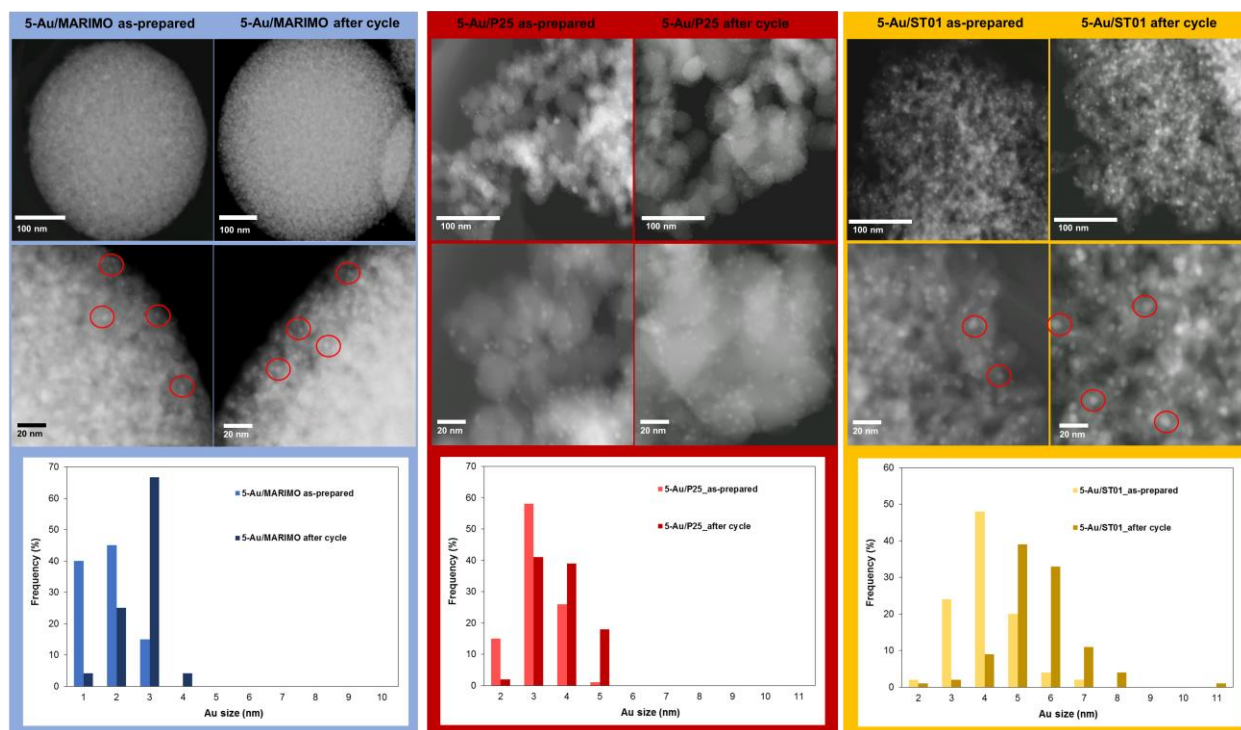 5-Au/MARIMO as-prepared
5-Au/MARIMO after cycle
100 nm
100 nm
20 nm
20 nm
70
60
50
40
30
20
10
0
Frequency (%)
5-Au/MARIMO as-prepared
5-Au/MARIMO after cycle
1 2 3 4 5 6 7 8 9 10
Au size (nm)
5-Au/P25 as-prepared
5-Au/P25 after cycle
100 nm
100 nm
20 nm
20 nm
70
60
50
40
30
20
10
0
Frequency (%)
5-Au/P25_as-prepared
5-Au/P25_after cycle
2 3 4 5 6 7 8 9 10 11
Au size (nm)
5-Au/ST01 as-prepared
5-Au/ST01 after cycle
100 nm
100 nm
20 nm
20 nm
60
50
40
30
20
10
0
Frequency (%)
5-Au/ST01_as-prepared
5-Au/ST01_after cycle
2 3 4 5 6 7 8 9 10 11
Au size (nm)